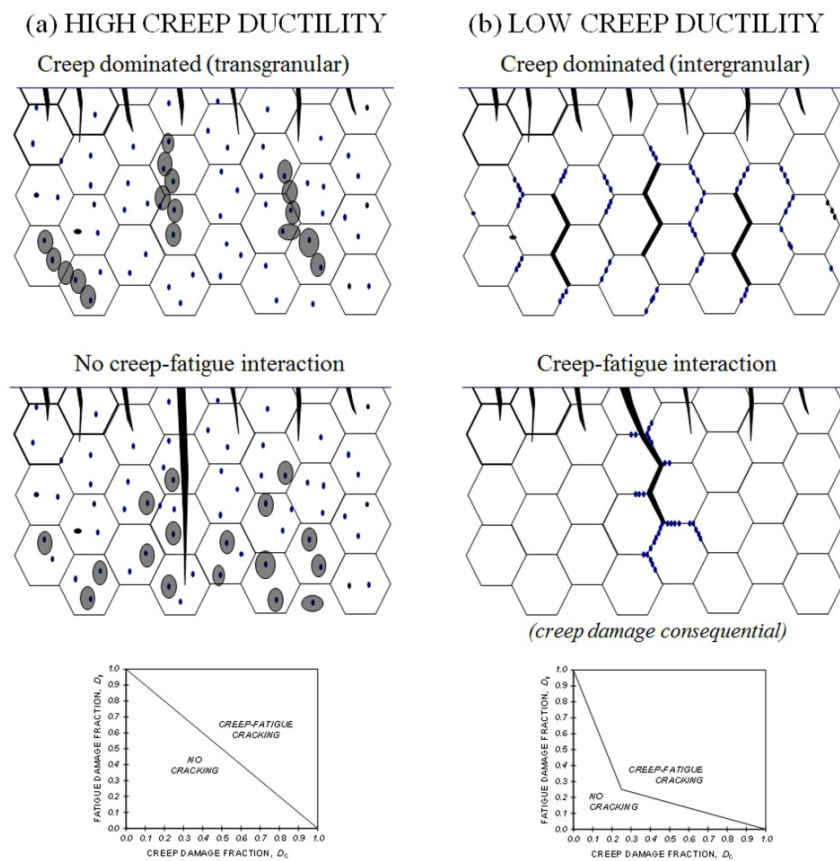 (a) HIGH CREEP DUCTILITY
Creep dominated (transgranular)
No creep-fatigue interaction
FATIGUE DAMAGE FRACTION, Df
1.0
0.9
0.8
0.7
0.6
0.5
0.4
0.3
0.2
0.1
0.0
CREEP-FATIGUE
CRACKING
NO
CRACKING
0.0 0.1 0.2 0.3 0.4 0.5 0.6 0.7 0.8 0.9 1.0
CREEP DAMAGE FRACTION, Dc
(b) LOW CREEP DUCTILITY
Creep dominated (intergranular)
Creep-fatigue interaction
(creep damage consequential)
FATIGUE DAMAGE FRACTION, Df
1.0
0.9
0.8
0.7
0.6
0.5
0.4
0.3
0.2
0.1
0.0
CREEP-FATIGUE
CRACKING
NO
CRACKING
0.0 0.1 0.2 0.3 0.4 0.5 0.6 0.7 0.8 0.9 1.0
CREEP DAMAGE FRACTION, Dc